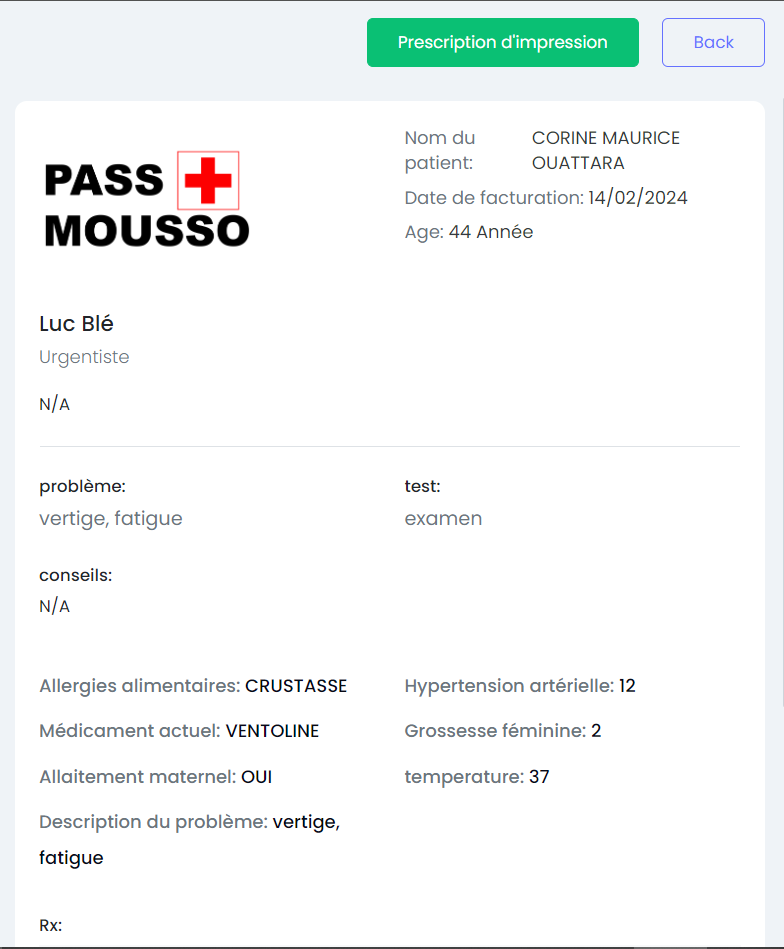 Prescription d'impression
Back
PASS
MOUSSO
Nom du patient: CORINE MAURICE OUATTARA
Date de facturation: 14/02/2024
Age: 44 Année
Luc Blé
Urgentiste
N/A
problème:
vertige, fatigue
test:
examen
conseils:
N/A
Allergies alimentaires: CRUSTASSE
Hypertension artérielle: 12
Médicament actuel: VENTOLINE
Grossesse féminine: 2
Allaitement maternel: OUI
temperature: 37
Description du problème: vertige,
fatigue
Rx: